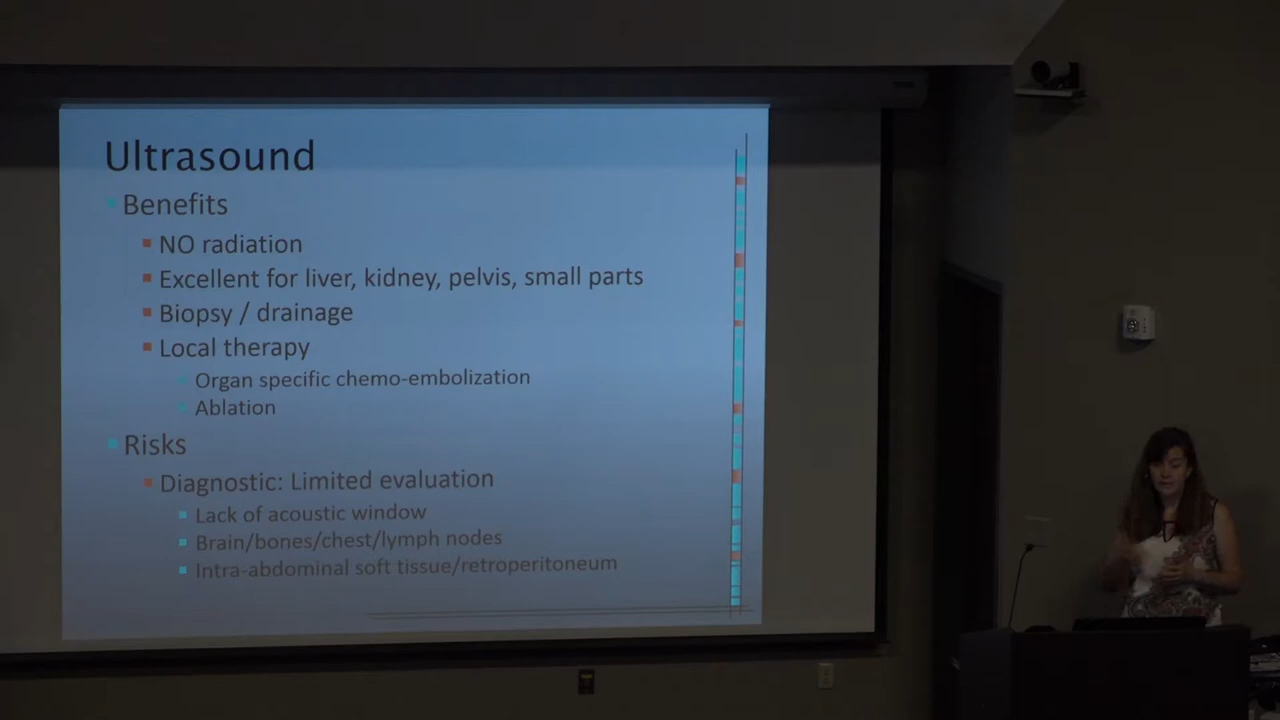 Ultrasound
Benefits
NO radiation
Excellent for liver, kidney, pelvis, small parts
Biopsy / drainage
Local therapy
Organ specific chemo-embolization
Ablation
Risks
Diagnostic: Limited evaluation
Lack of acoustic window
Brain/bones/chest/lymph nodes
Intra-abdominal soft tissue/retroperitoneum